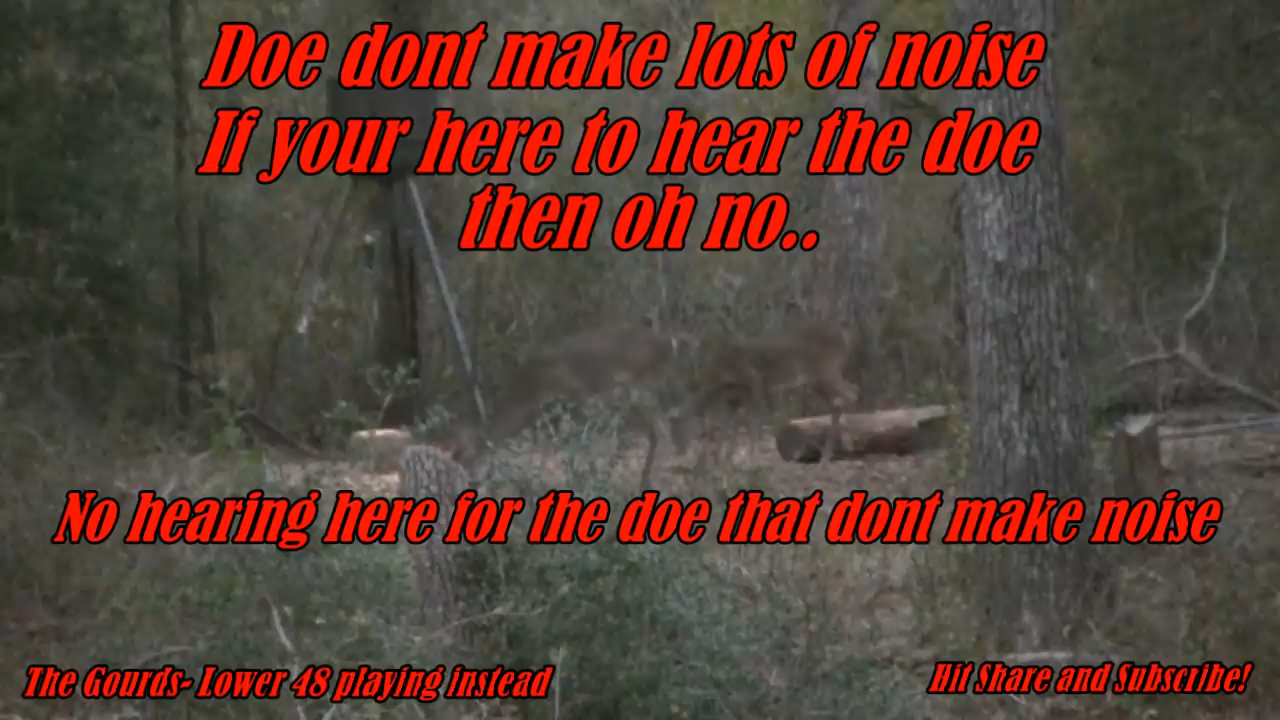 Doe dont make lots of noise
If your here to hear the doe
then oh no..
No hearing here for the doe that dont make noise
The Gourds- Lower 48 playing instead
Hit Share and Subscribe!